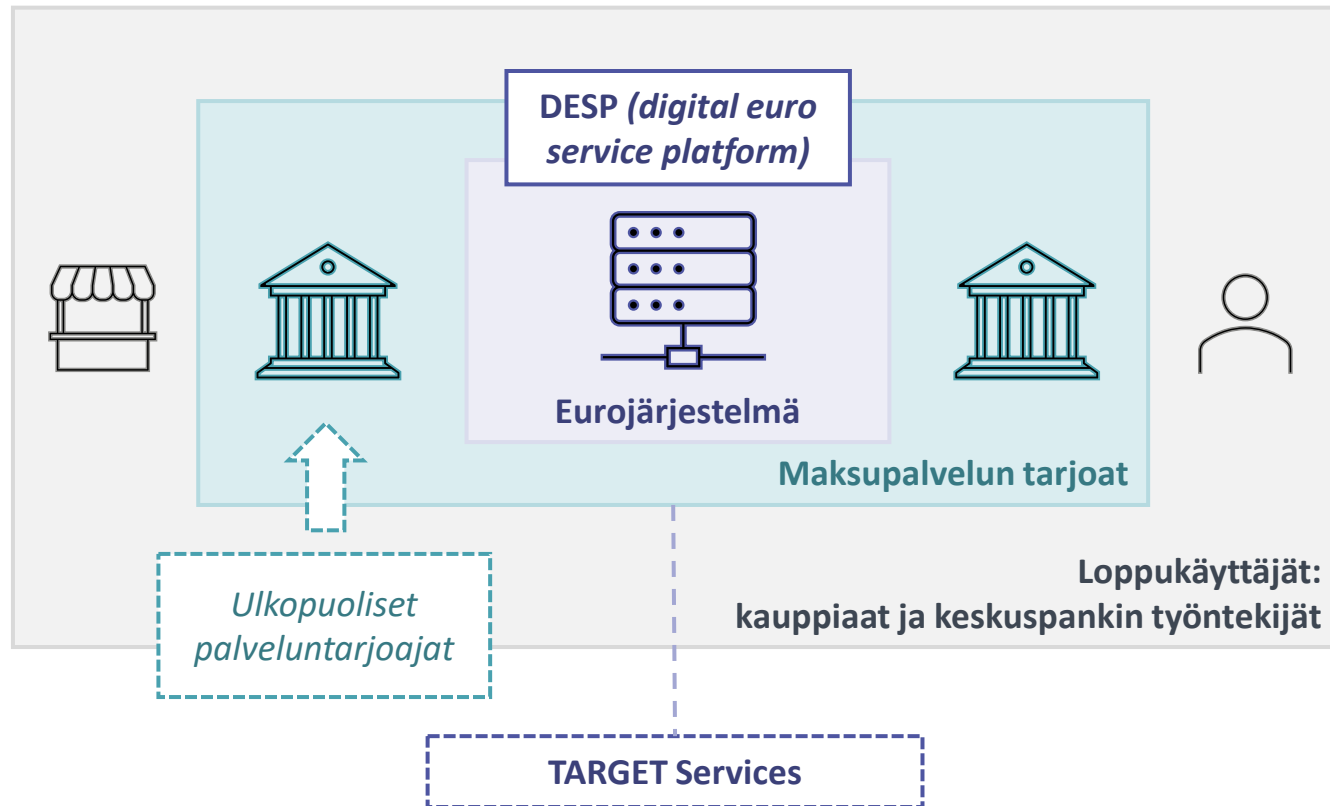 DESP (digital euro
service platform)
Eurojärjestelmä
Maksupalvelun tarjoat
Ulkopuoliset
palveluntarjoajat
Loppukäyttäjät:
kauppiaat ja keskuspankin työntekijät
TARGET Services